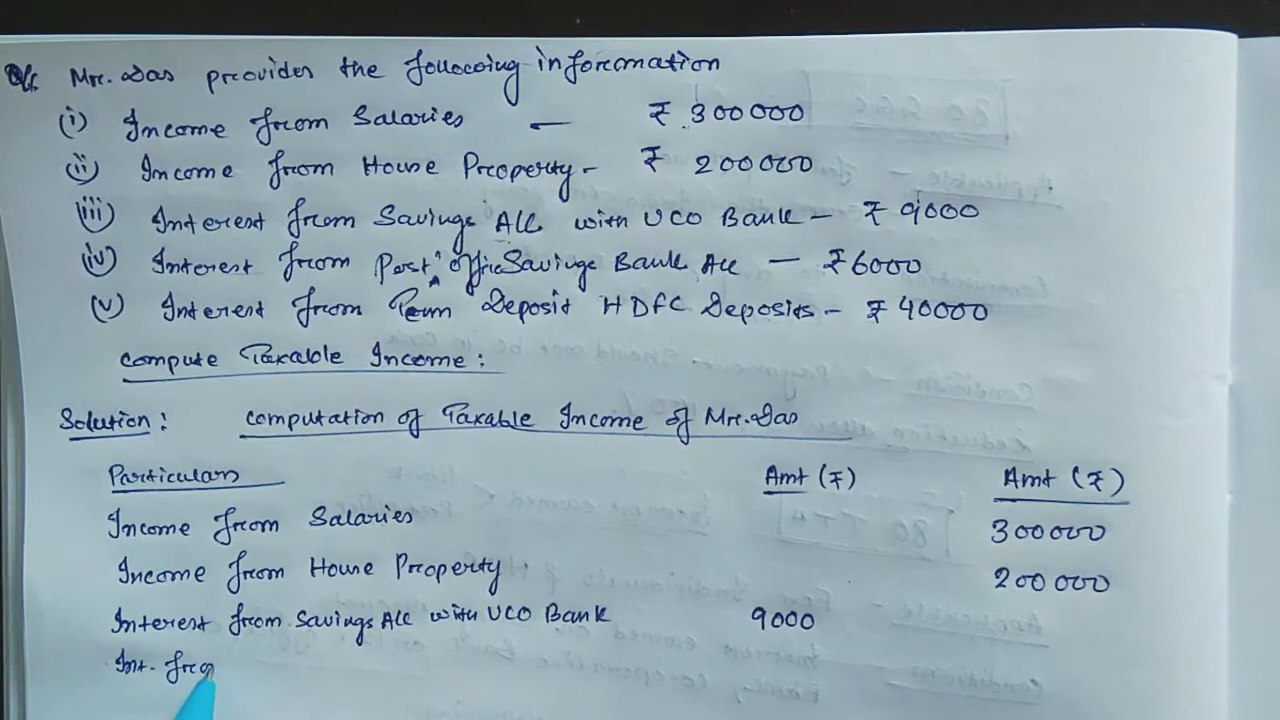 Q1. Mr. Das provides the following information
(i) Income from Salaries — ₹ 300000
(ii) Income from House Property - ₹ 200000
(iii) Interest from Savings A/c with UCO Bank - ₹ 9000
(iv) Interest from Post Office Savings Bank A/c — ₹6000
(v) Interest from Term Deposit HDFC Deposits - ₹ 40000
Compute Taxable Income :
Solution : Computation of Taxable Income of Mr. Das
Particulars Amt (₹) Amt (₹)
Income from Salaries 300000
Income from House Property. 200000
Interest from Savings A/c with UCO Bank 9000
Int. fro